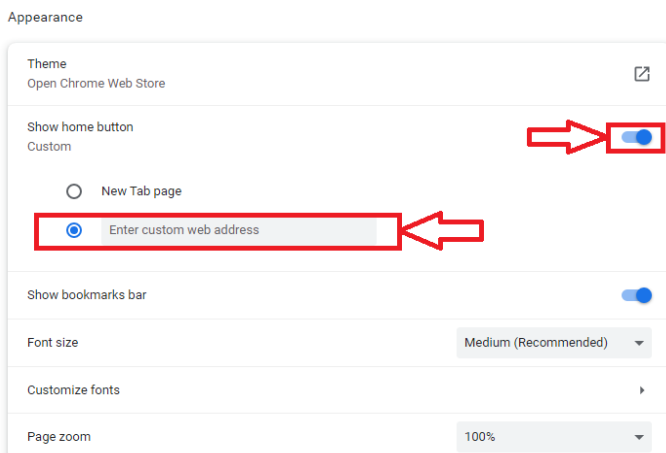 Appearance
Theme
Open Chrome Web Store
Show home button
Custom
New Tab page
Enter custom web address
Show bookmarks bar
Font size
Medium (Recommended)
Customize fonts
Page zoom
100%